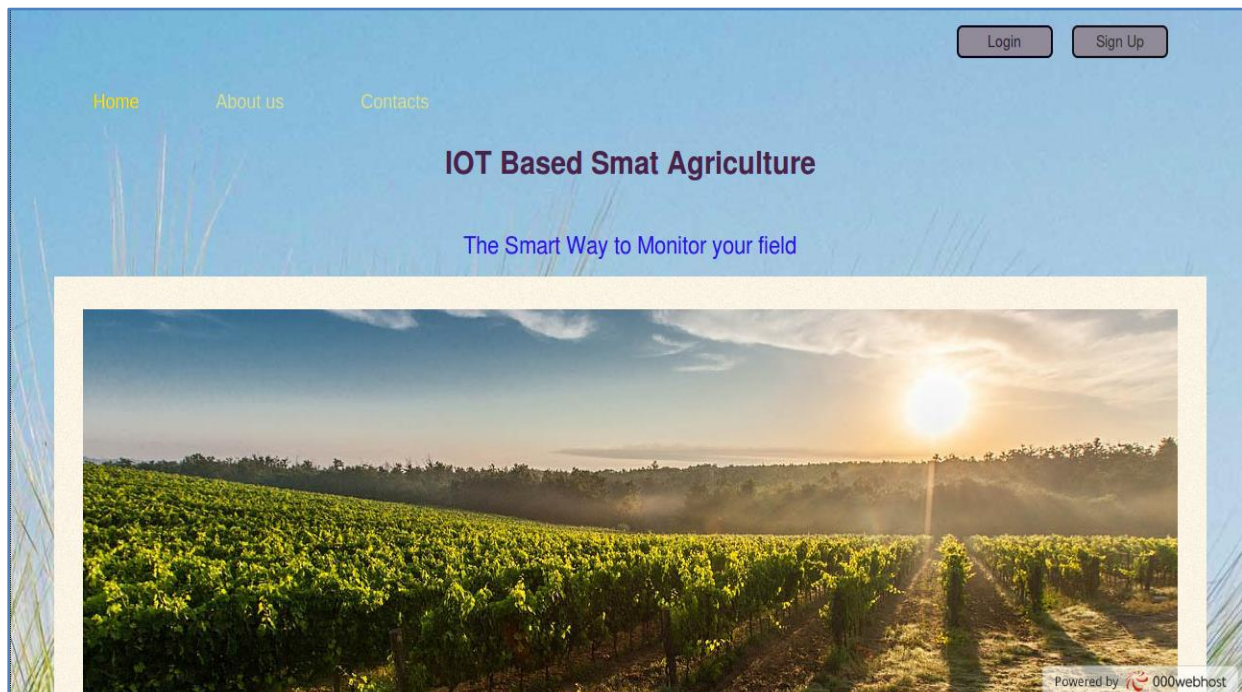 Login Sign Up
Home About us Contacts
IOT Based Smat Agriculture
The Smart Way to Monitor your field
Powered by 000webhost